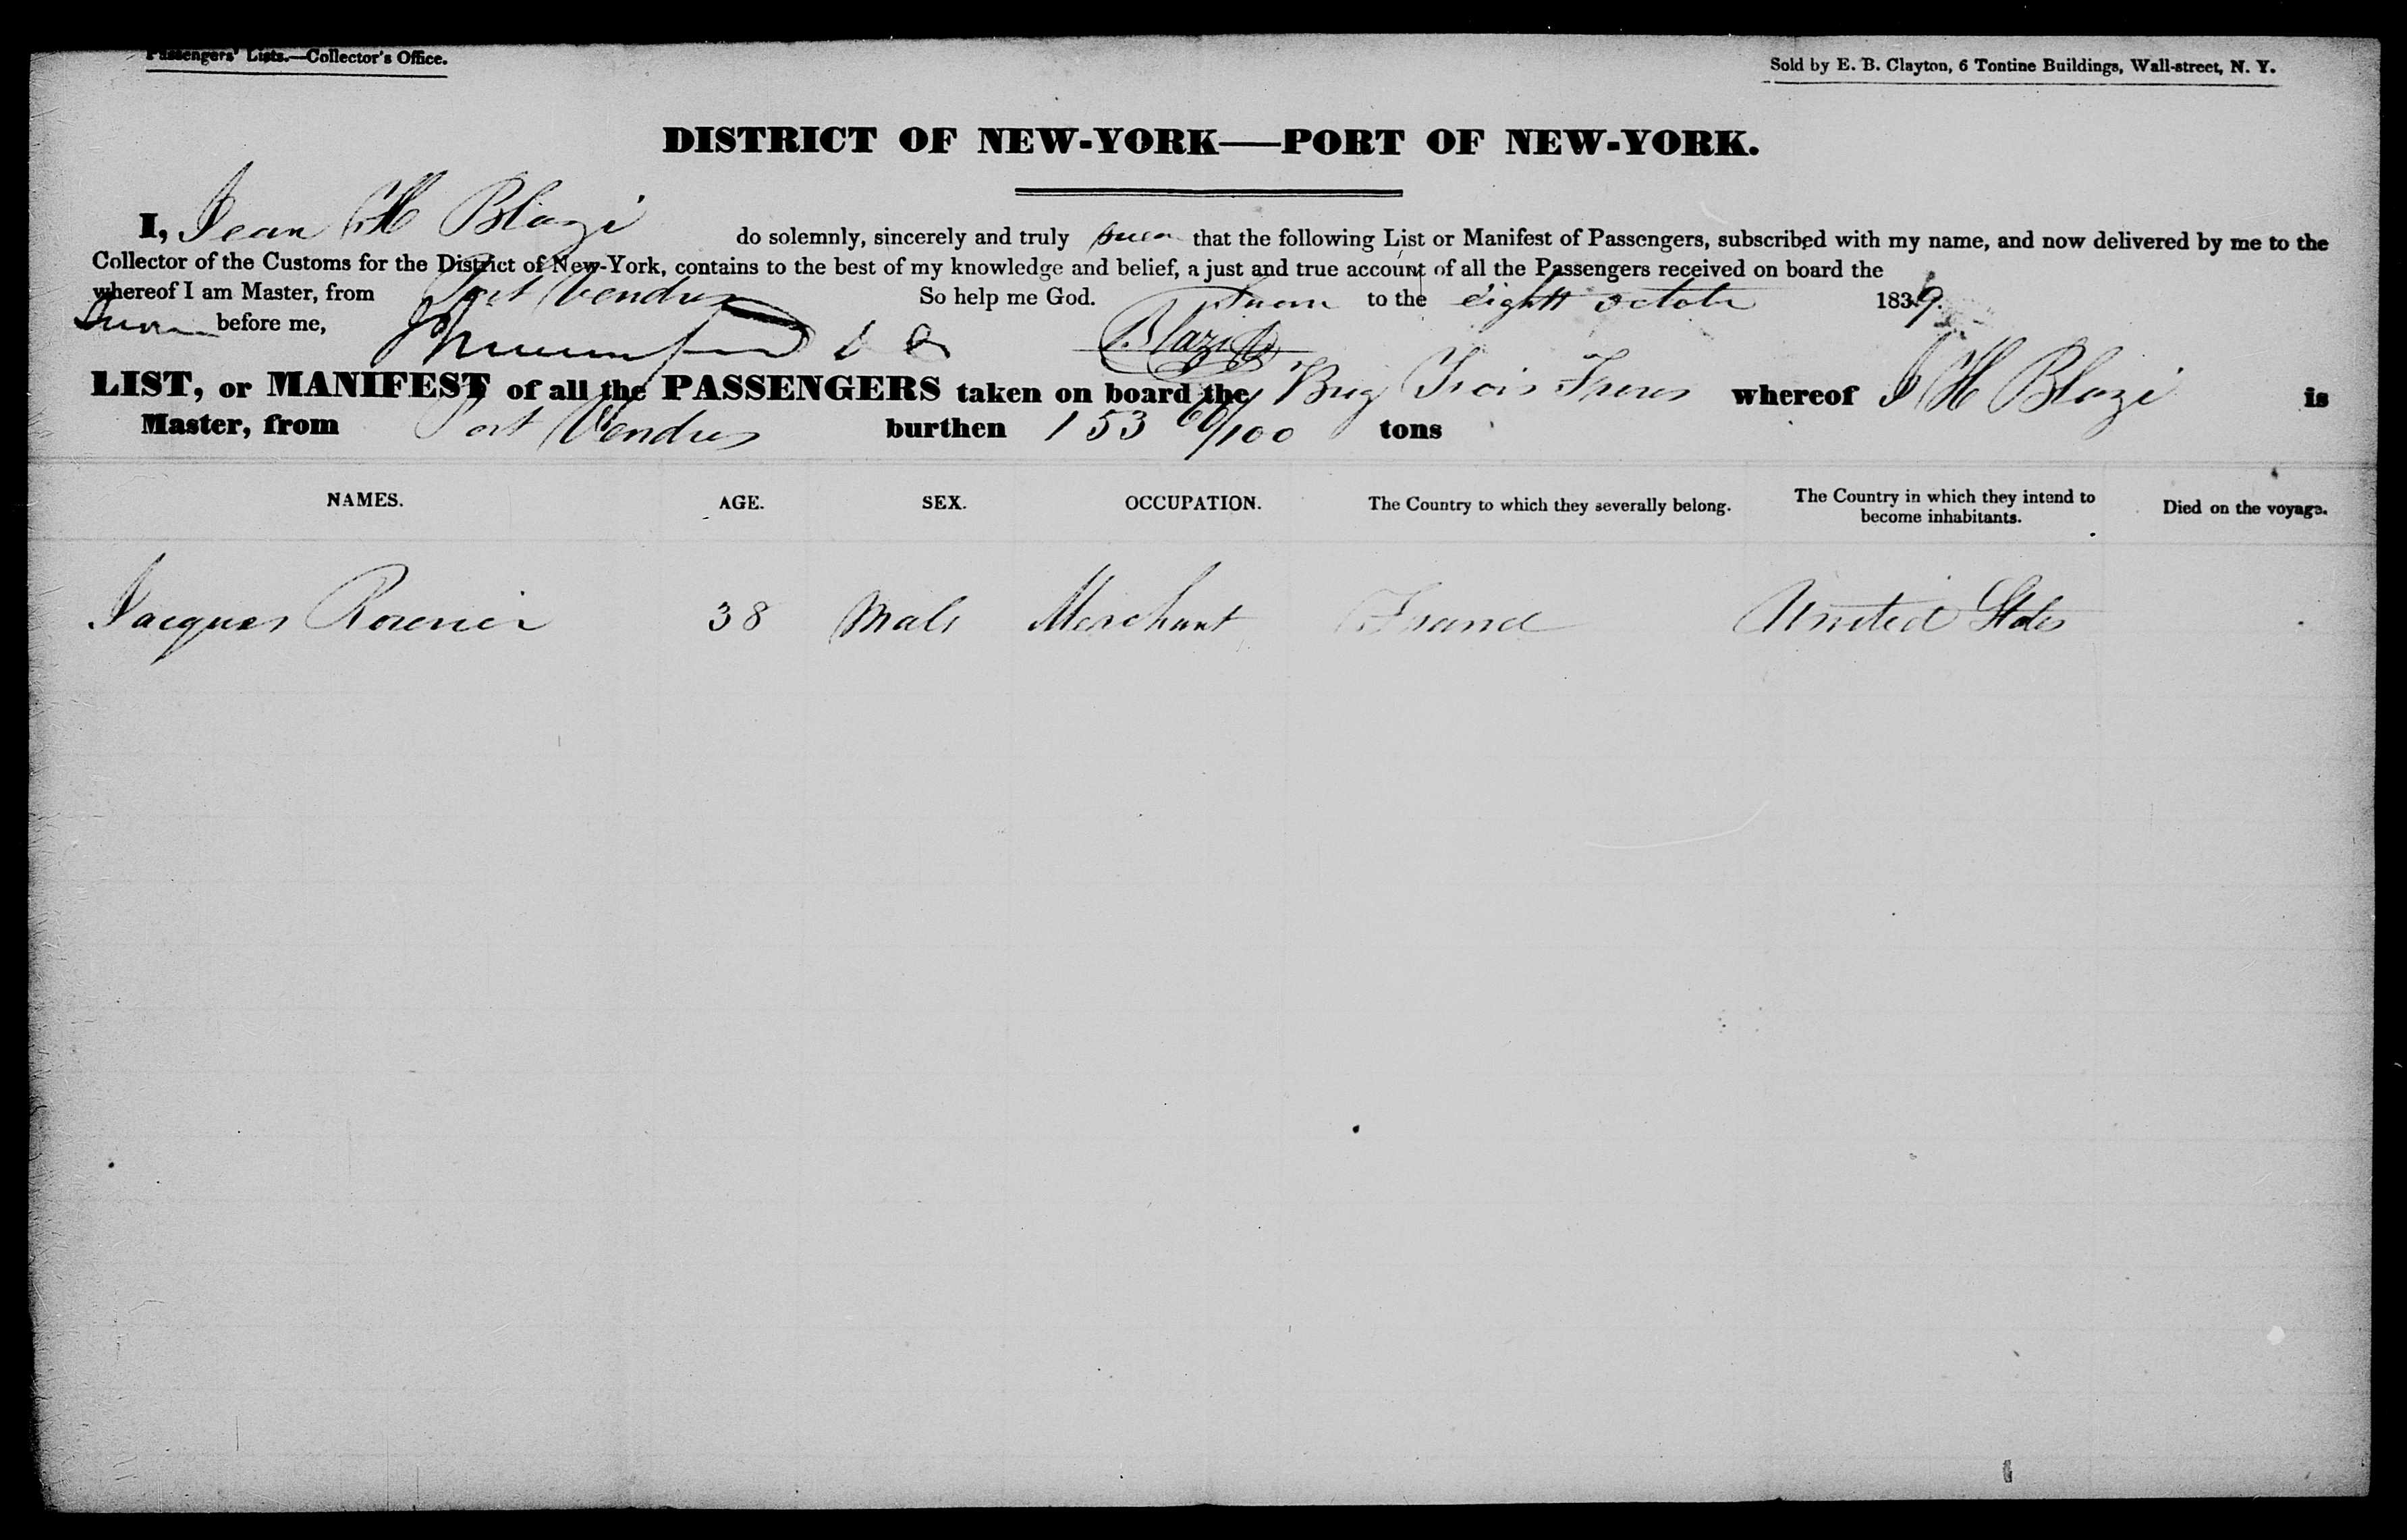 Passengers' Lists.—Collector's Office.
Sold by E. B. Clayton, 6 Tontine Buildings, Wall-street, N. Y.
DISTRICT OF NEW-YORK—PORT OF NEW-YORK.
I, Jean H Blazi do solemnly, sincerely and truly swear that the following List or Manifest of Passengers, subscribed with my name, and now delivered by me to the
Collector of the Customs for the District of New-York, contains to the best of my knowledge and belief, a just and true account of all the Passengers received on board the
whereof I am Master, from Port Vendres So help me God. Sworn to the eighth octobr 1839.
Sworn before me, Blazi
LIST, or MANIFEST of all the PASSENGERS taken on board the Brig Trois Freres whereof J H Blazi is
Master, from Port Vendres burthen 153 60/100 tons
NAMES. AGE. SEX. OCCUPATION. The Country to which they severally belong. The Country in which they intend to become inhabitants. Died on the voyage.
Jacques 38 Male Merchant France United States